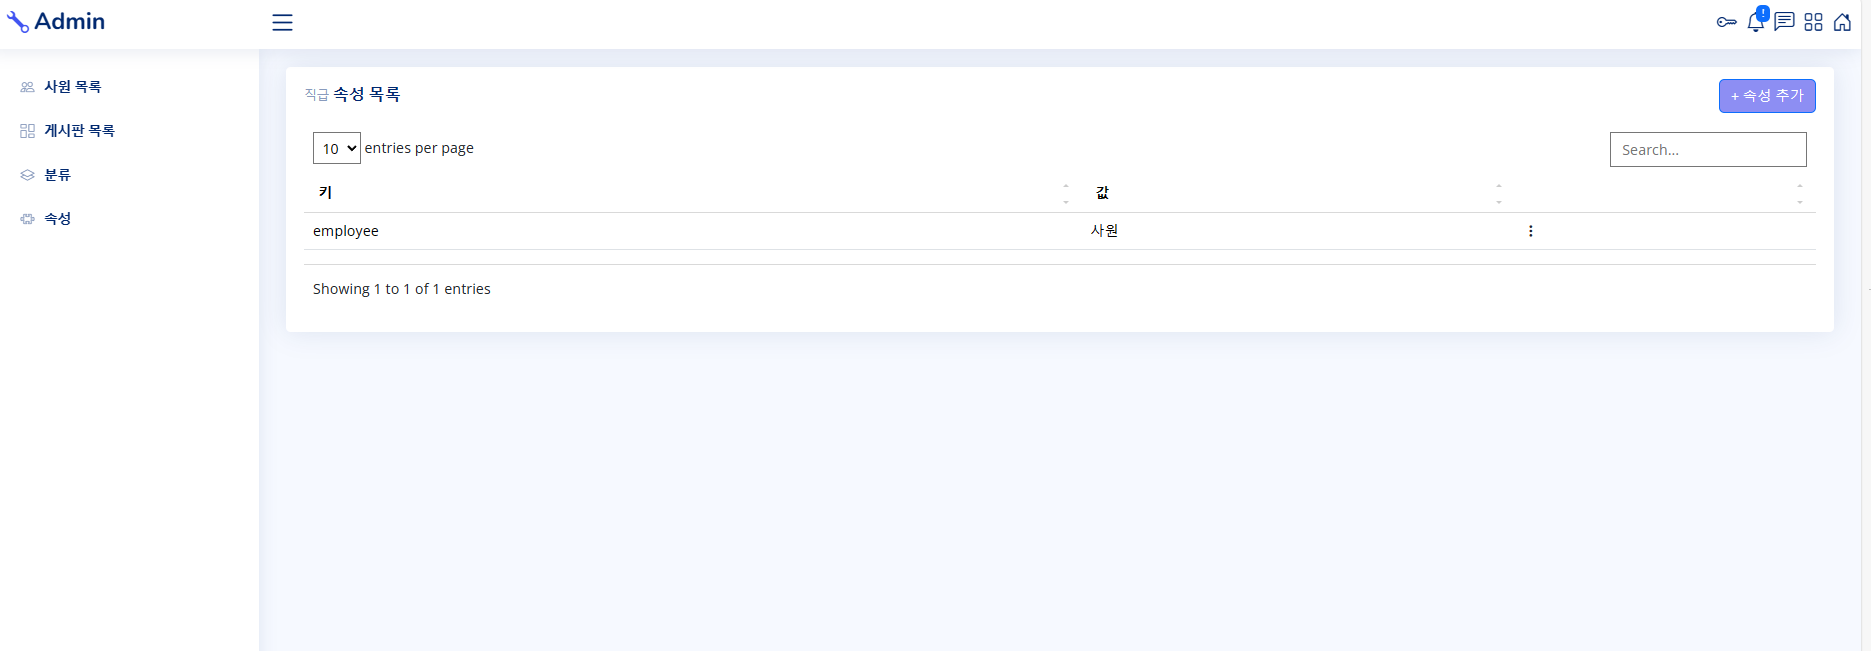 Admin
!
사원 목록
게시판 목록
분류
속성
직급 속성 목록
+ 속성 추가
10 entries per page
Search...
키 값
employee 사원
Showing 1 to 1 of 1 entries